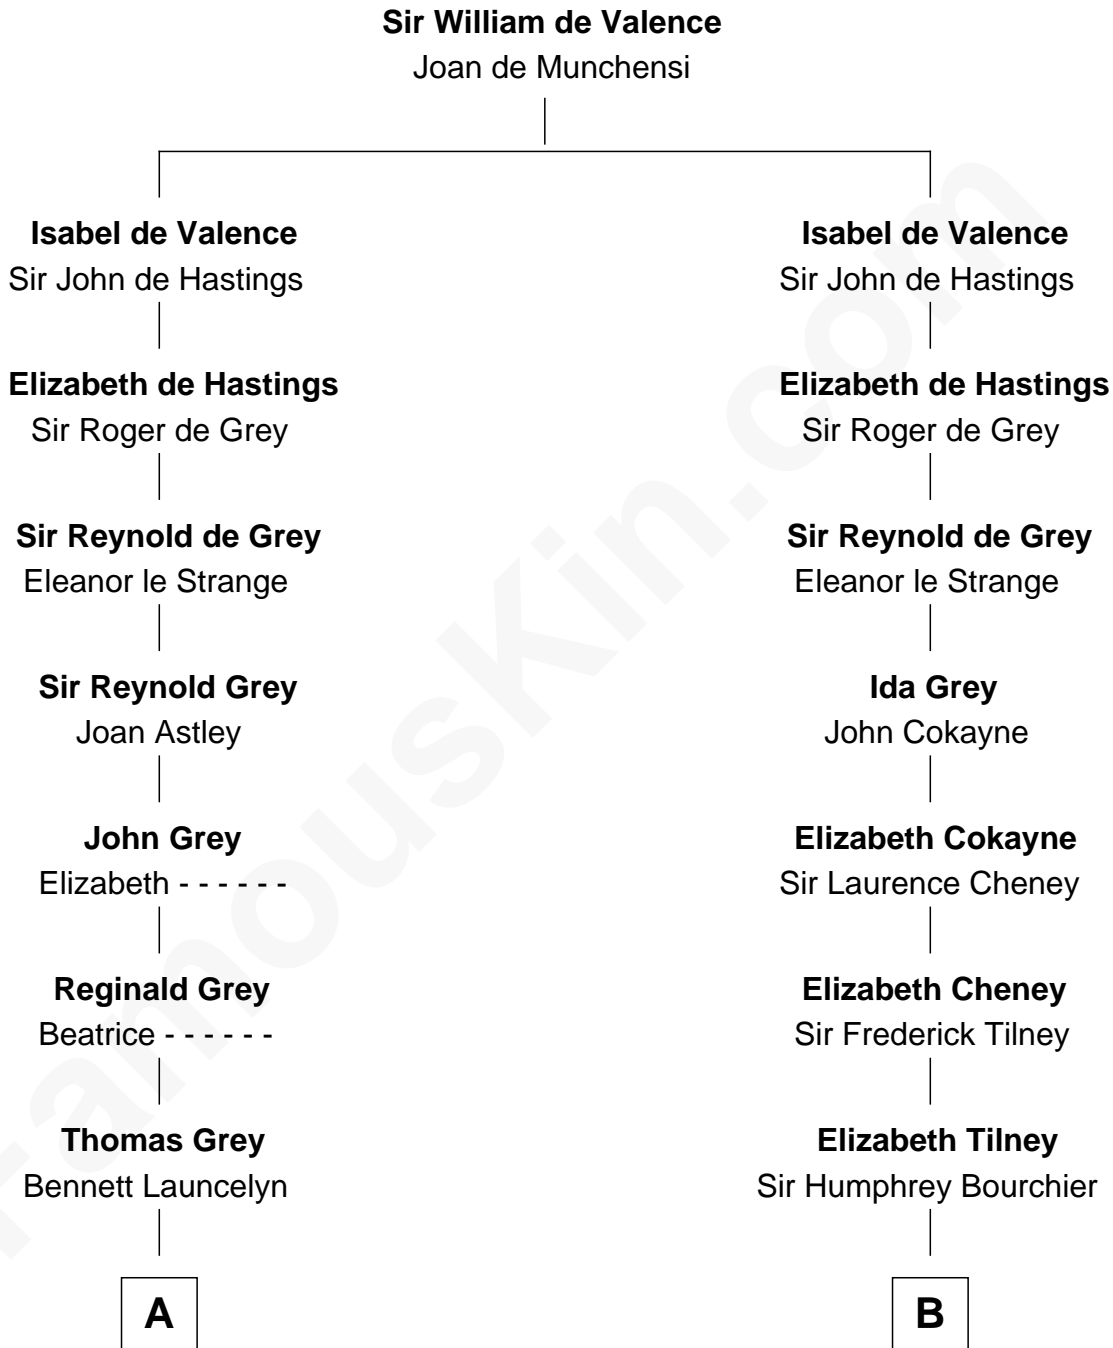 Sir William de Valence
Joan de Munchensi
Isabel de Valence
Sir John de Hastings
Isabel de Valence
Sir John de Hastings
Elizabeth de Hastings
Sir Roger de Grey
Elizabeth de Hastings
Sir Roger de Grey
Sir Reynold de Grey
Eleanor le Strange
Sir Reynold de Grey
Eleanor le Strange
Sir Reynold Grey
Joan Astley
Ida Grey
John Cokayne
John Grey
Elizabeth - - - - - -
Elizabeth Cokayne
Sir Laurence Cheney
Reginald Grey
Beatrice - - - - - -
Elizabeth Cheney
Sir Frederick Tilney
Thomas Grey
Bennett Launcelyn
Elizabeth Tilney
Sir Humphrey Bourchier
A
B
FamousKin.com